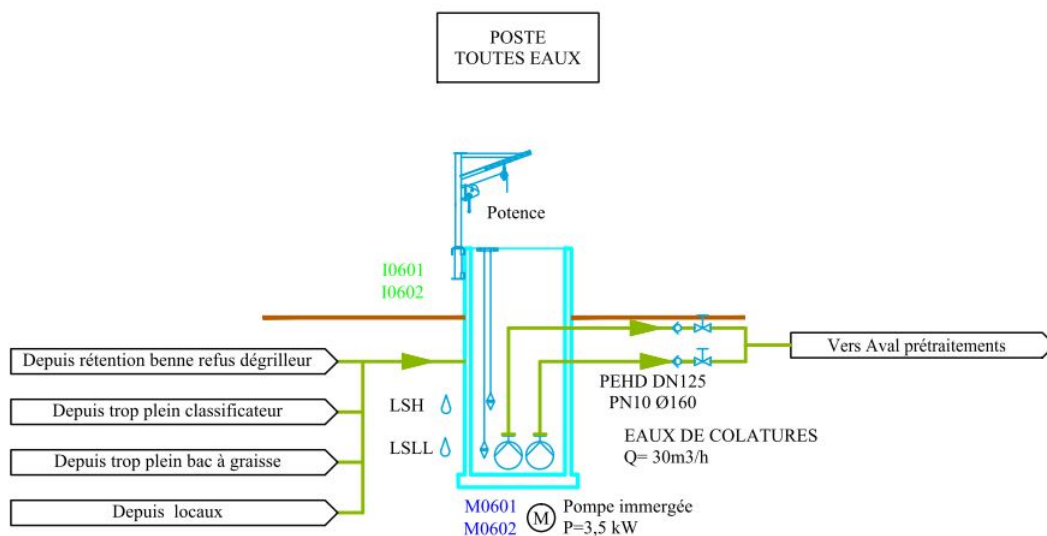 POSTE
TOUTES EAUX
Potence
I0601
I0602
Depuis rétention benne refus dégrilleur
Vers Aval prétraitements
PEHD DN125
PN10 Ø160
Depuis trop plein classificateur
LSH
EAUX DE COLATURES
Q= 30m3/h
LSLL
Depuis trop plein bac à graisse
Depuis locaux
M0601
M0602
M
Pompe immergée
P=3,5 kW